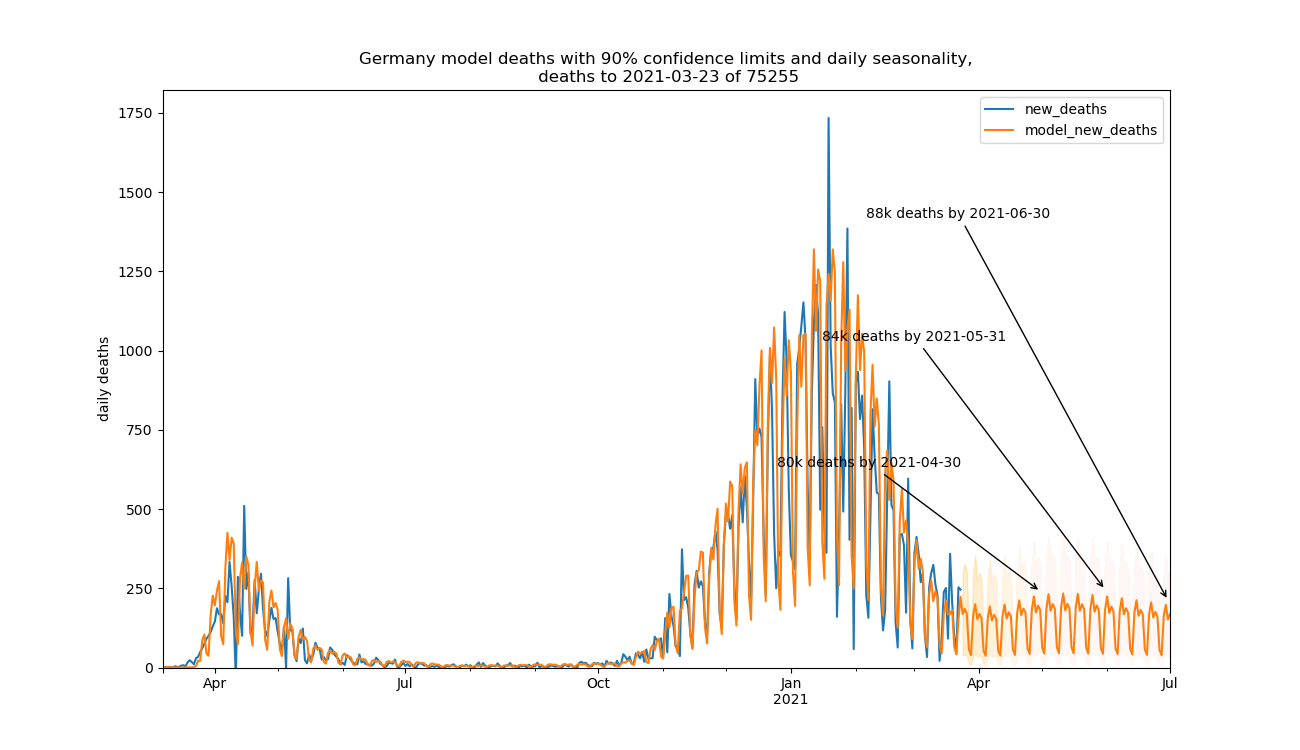 Germany model deaths with 90% confidence limits and daily seasonality,
deaths to 2021-03-23 of 75255
new_deaths
model_new_deaths
daily deaths
1750
1500
1250
1000
750
500
250
0
88k deaths by 2021-06-30
84k deaths by 2021-05-31
80k deaths by 2021-04-30
Apr
Jul
Oct
Jan
2021
Apr
Jul